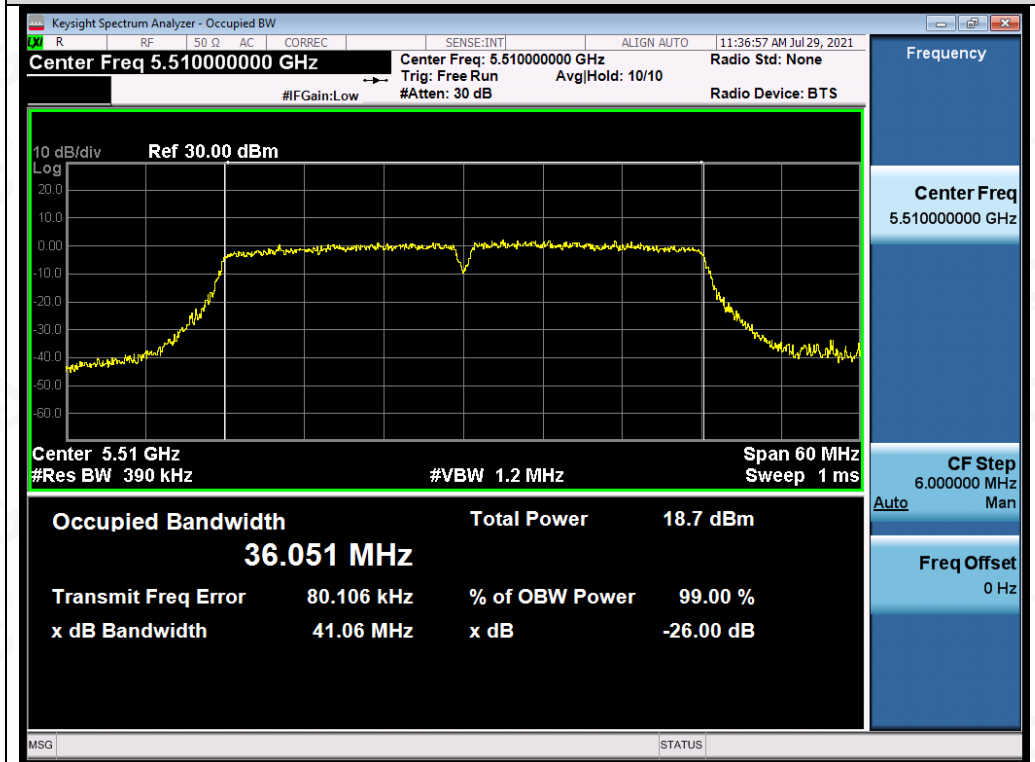 Keysight Spectrum Analyzer - Occupied BW
LXI R RF 50 Ω AC CORREC SENSE:INT ALIGN AUTO 11:36:57 AM Jul 29, 2021
Center Freq 5.510000000 GHz
Center Freq: 5.510000000 GHz Radio Std: None
Trig: Free Run Avg|Hold: 10/10
#IFGain:Low #Atten: 30 dB Radio Device: BTS
10 dB/div Ref 30.00 dBm
Log
20.0
10.0
0.00
-10.0
-20.0
-30.0
-40.0
-50.0
-60.0
Center 5.51 GHz Span 60 MHz
#Res BW 390 kHz #VBW 1.2 MHz Sweep 1 ms
Occupied Bandwidth Total Power 18.7 dBm
36.051 MHz
Transmit Freq Error 80.106 kHz % of OBW Power 99.00 %
x dB Bandwidth 41.06 MHz x dB -26.00 dB
Frequency
Center Freq
5.510000000 GHz
CF Step
6.000000 MHz
Auto Man
Freq Offset
0 Hz
MSG STATUS